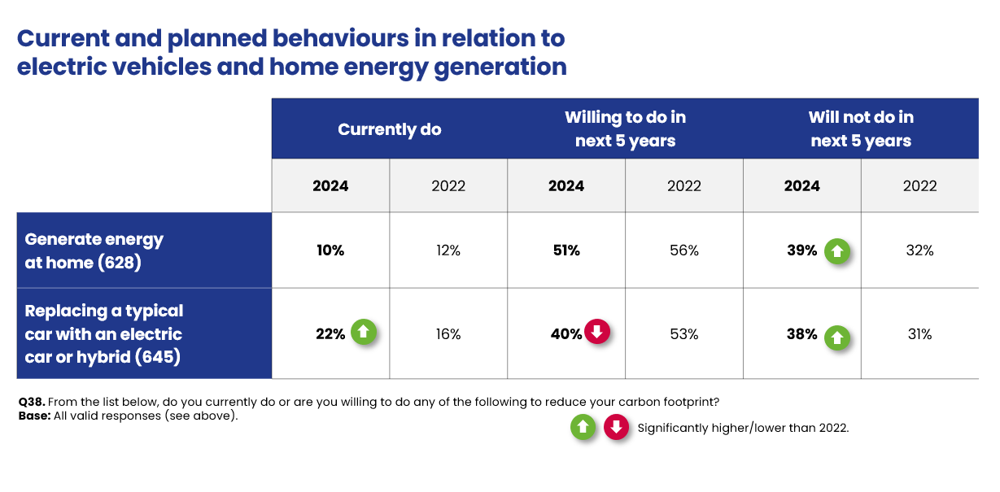 Current and planned behaviours in relation to
electric vehicles and home energy generation
Currently do
Willing to do in
next 5 years
Will not do in
next 5 years
2024 2022 2024 2022 2024 2022
Generate energy
at home (628)
10% 12% 51% 56% 39% 32%
Replacing a typical
car with an electric
car or hybrid (645)
22% 16% 40% 53% 38% 31%
Q38. From the list below, do you currently do or are you willing to do any of the following to reduce your carbon footprint?
Base: All valid responses (see above).
Significantly higher/lower than 2022.